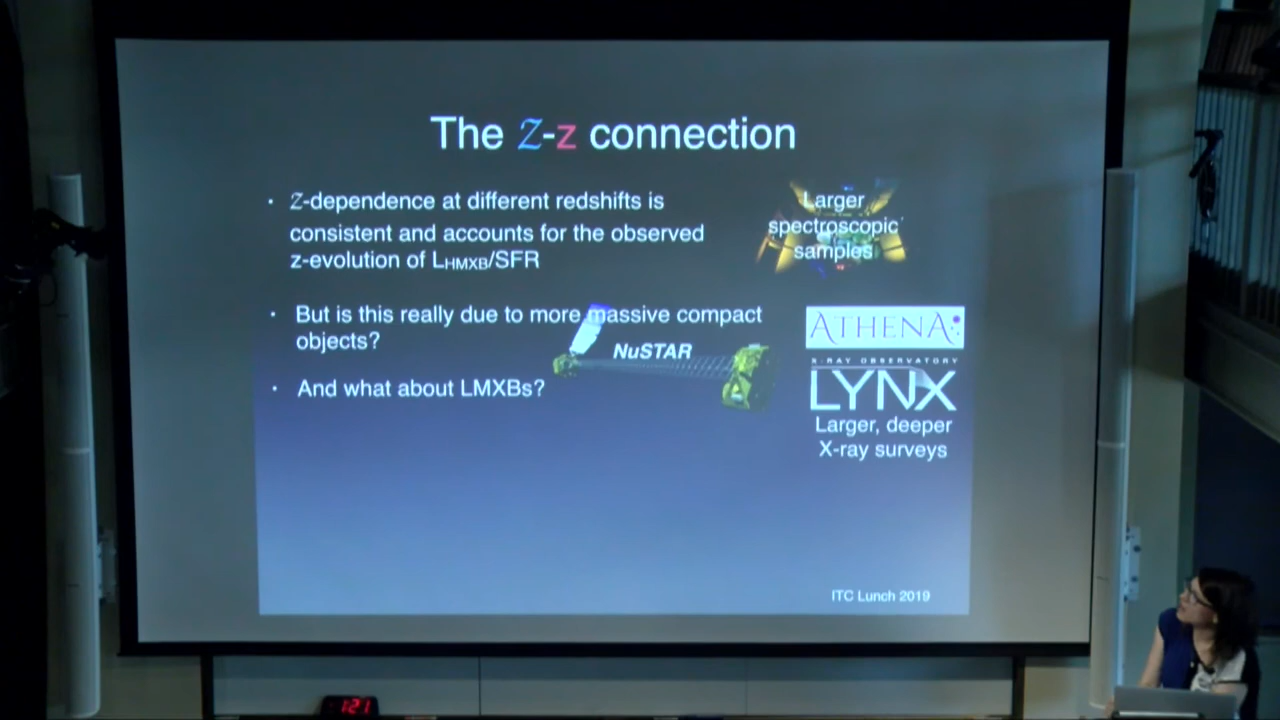 The Z-z connection
• Z-dependence at different redshifts is
consistent and accounts for the observed
z-evolution of LHMXB/SFR
Larger
spectroscopic
samples
• But is this really due to more massive compact
objects?
NuSTAR
• And what about LMXBs?
ATHENA
X-RAY OBSERVATORY
LYNX
Larger, deeper
X-ray surveys
ITC Lunch 2019
1:21